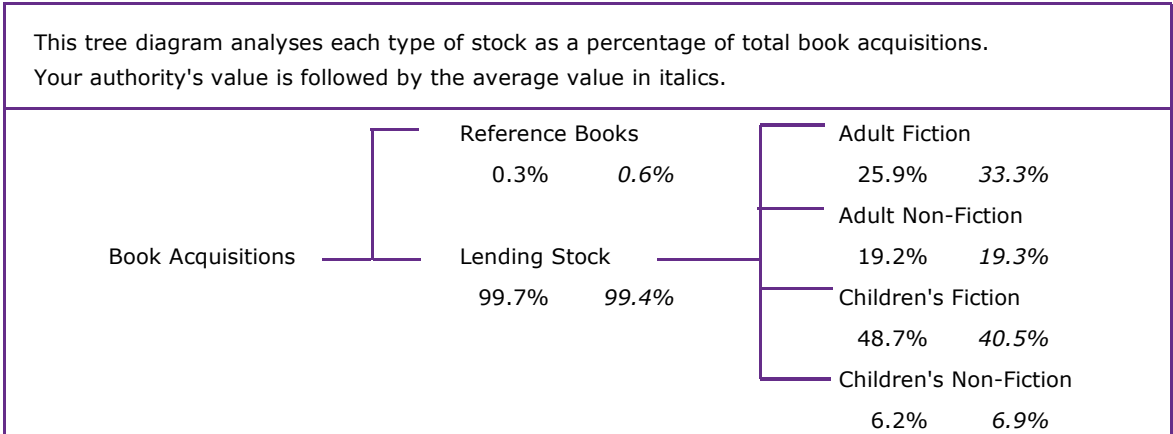 This tree diagram analyses each type of stock as a percentage of total book acquisitions.
Your authority's value is followed by the average value in italics.
Reference Books
0.3% 0.6%
Book Acquisitions
Lending Stock
99.7% 99.4%
Adult Fiction
25.9% 33.3%
Adult Non-Fiction
19.2% 19.3%
Children's Fiction
48.7% 40.5%
Children's Non-Fiction
6.2% 6.9%